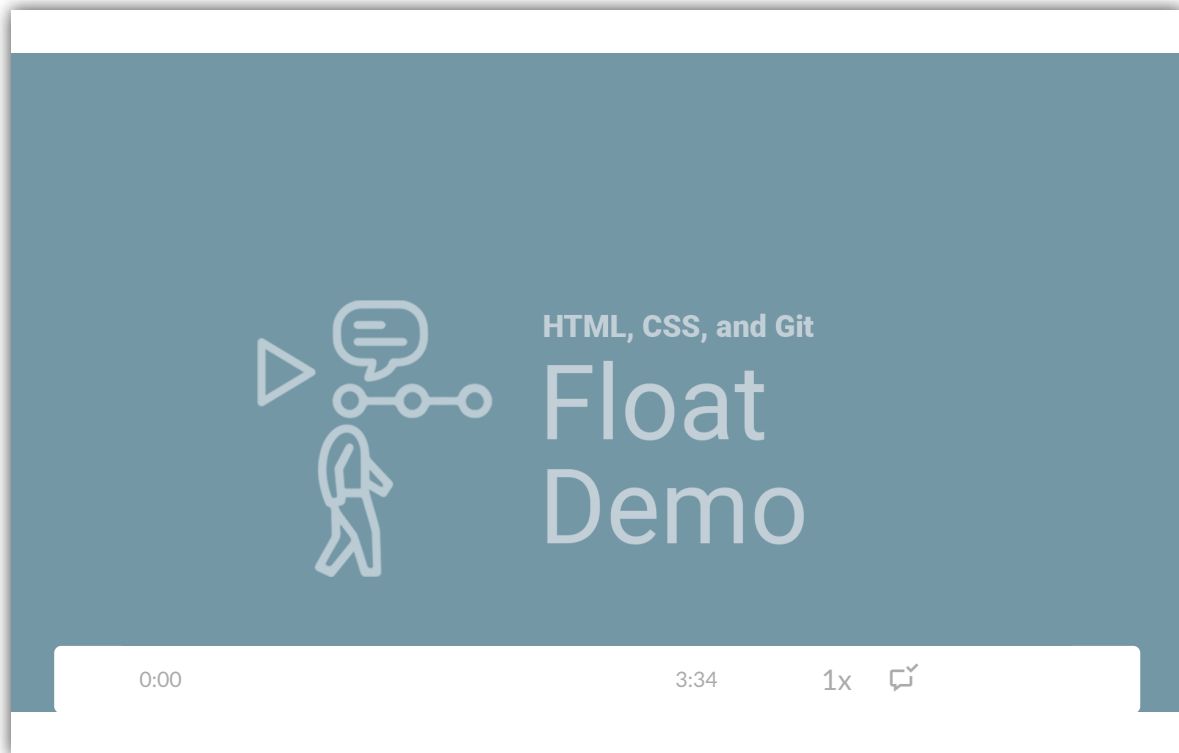 HTML, CSS, and Git
Float
Demo
0:00
3:34
1x